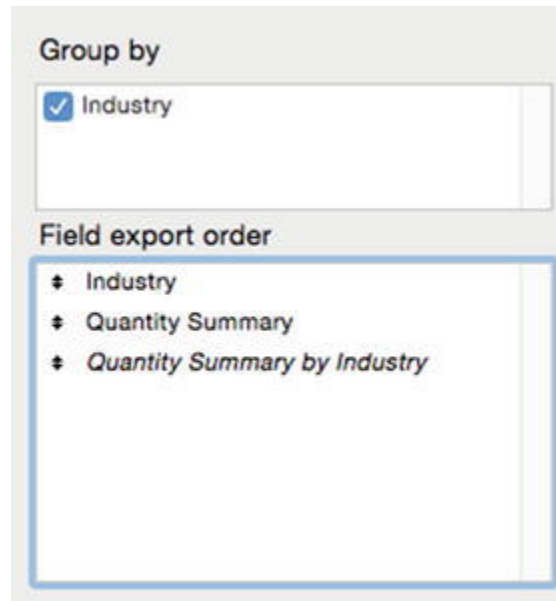 Group by
Industry
Field export order
Industry
Quantity Summary
Quantity Summary by Industry